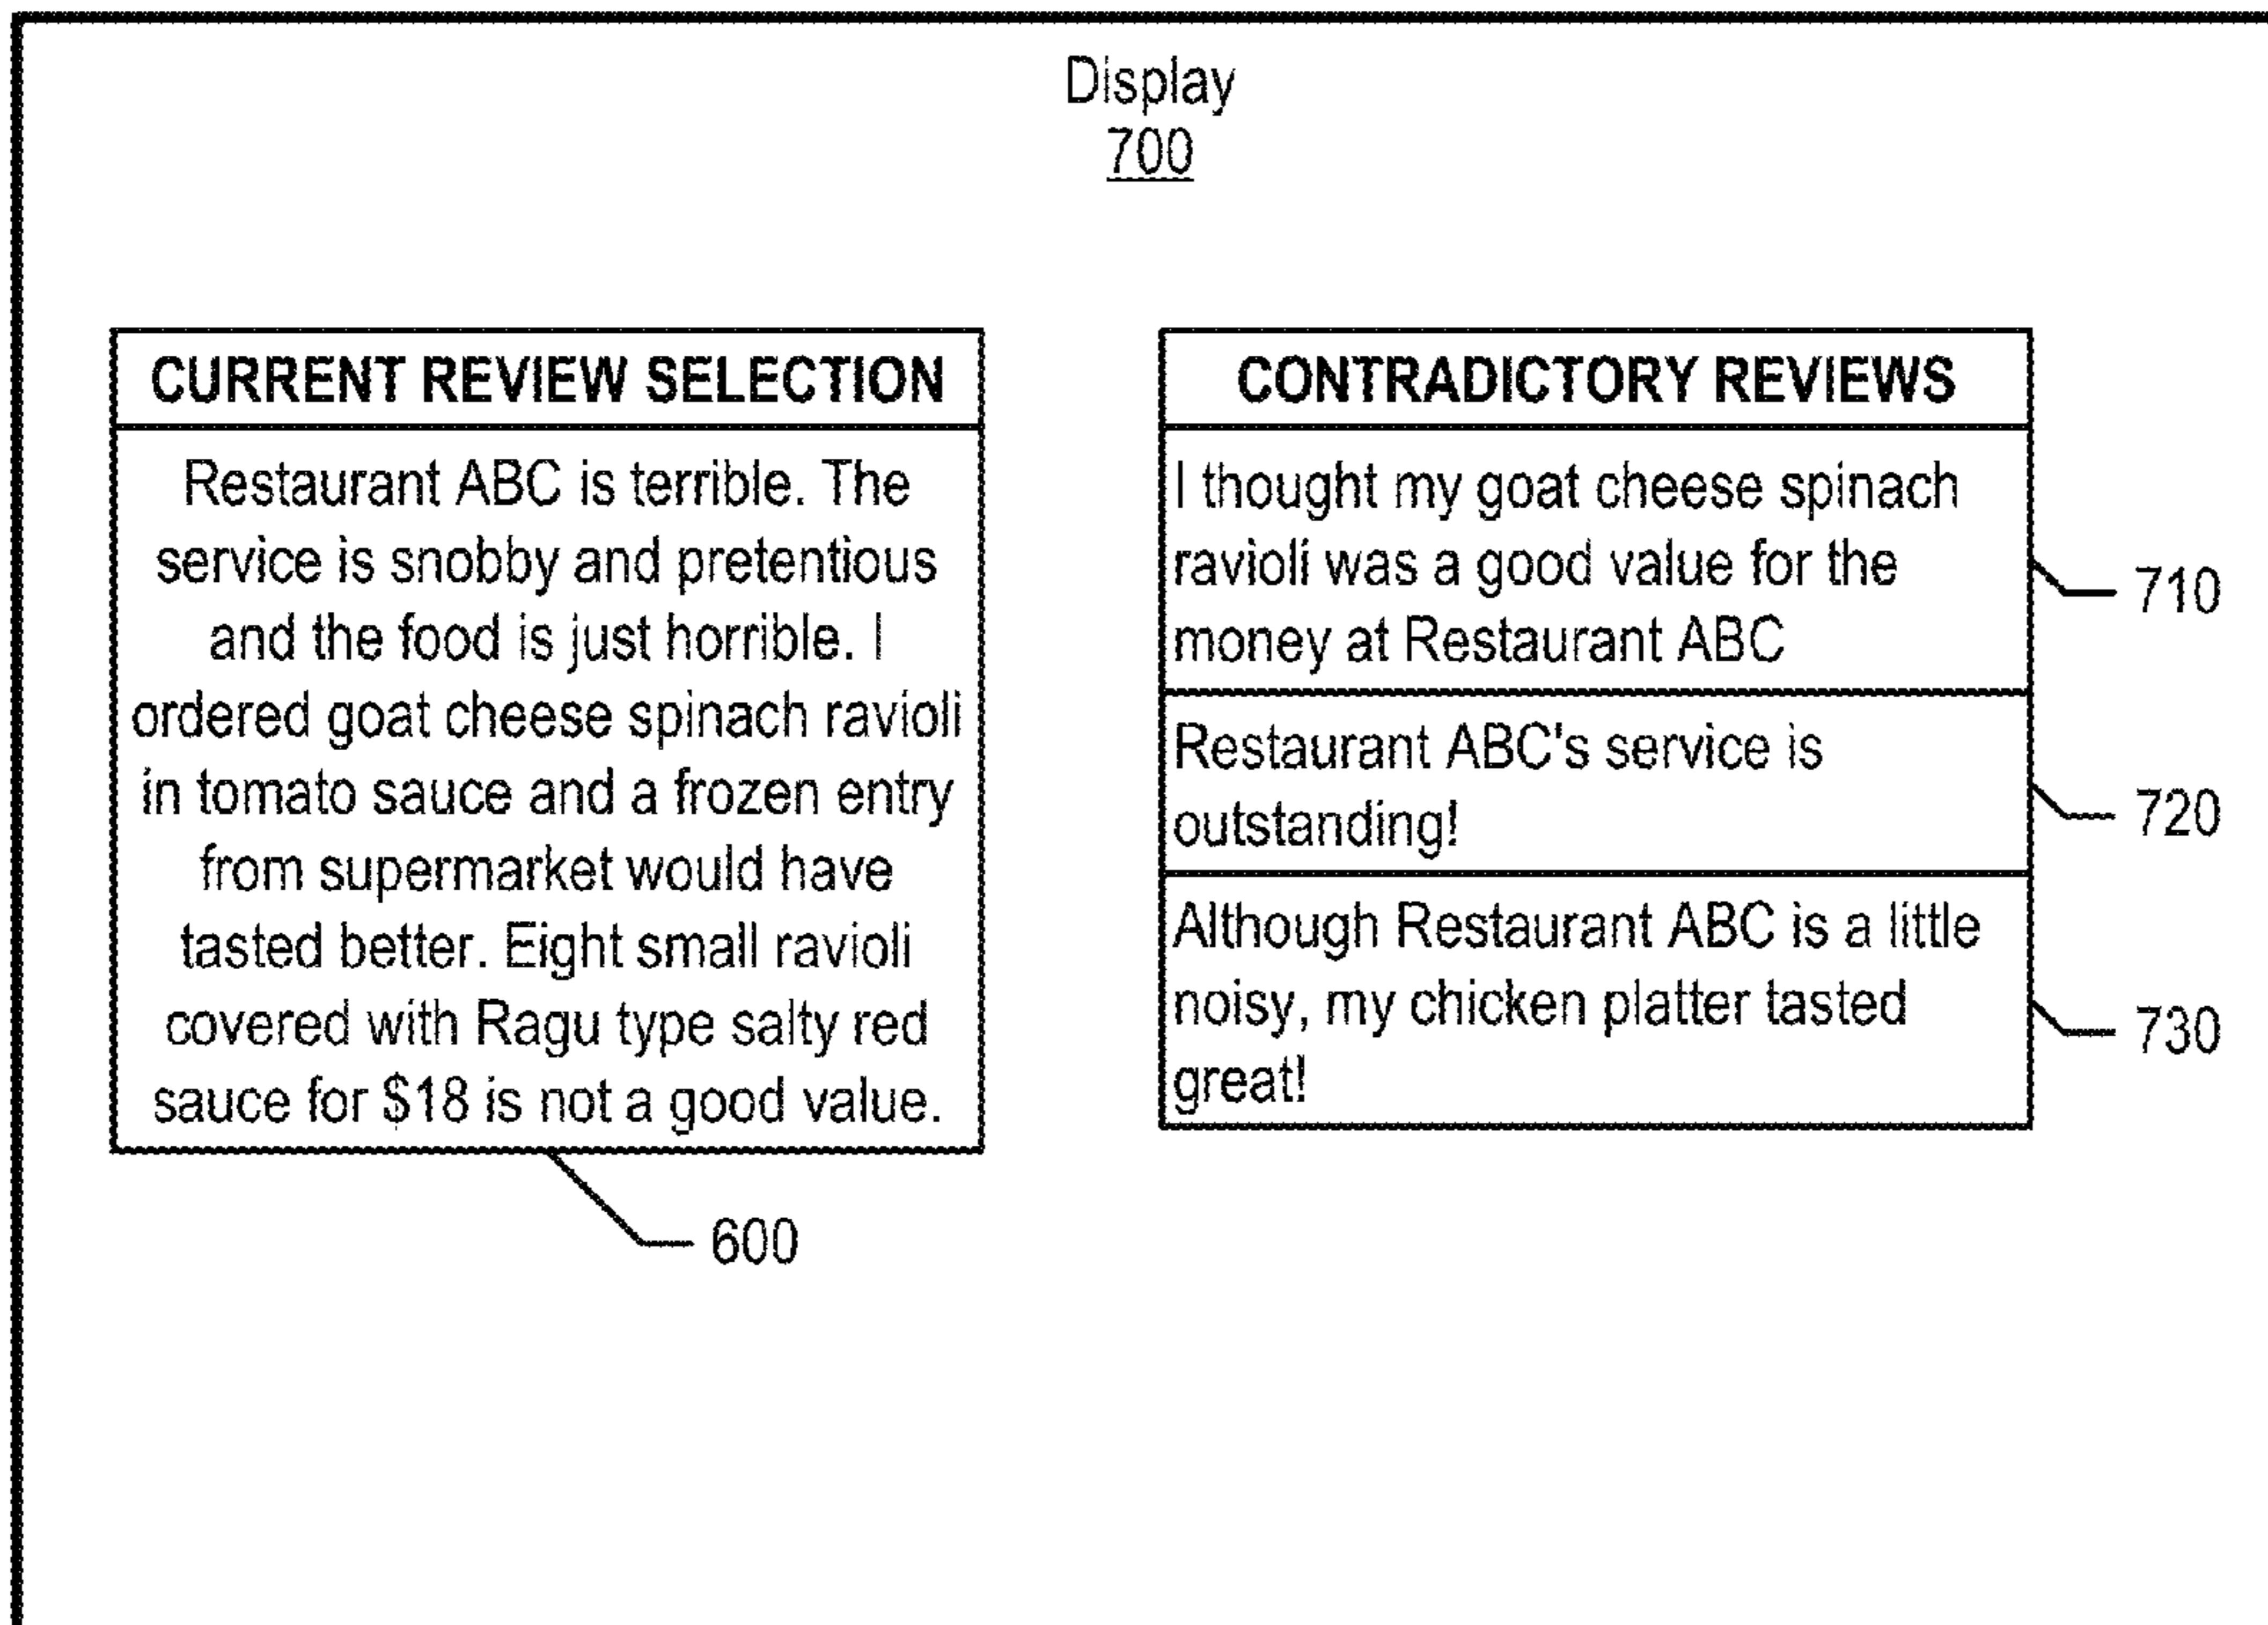 Display
700
CURRENT REVIEW SELECTION
Restaurant ABC is terrible. The
service is snobby and pretentious
and the food is just horrible. I
ordered goat cheese spinach ravioli
in tomato sauce and a frozen entry
from supermarket would have
tasted better. Eight small ravioli
covered with Ragu type salty red
sauce for $18 is not a good value.
600
CONTRADICTORY REVIEWS
I thought my goat cheese spinach
ravioli was a good value for the
money at Restaurant ABC
710
Restaurant ABC's service is
outstanding!
720
Although Restaurant ABC is a little
noisy, my chicken platter tasted
great!
730